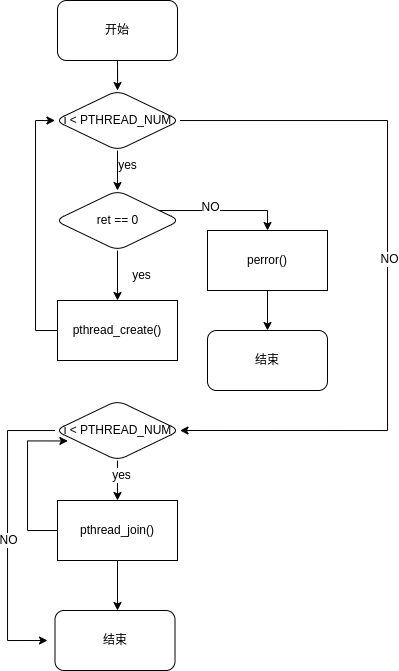 开始
i < PTHREAD_NUM
yes
ret == 0
NO
yes
perror()
NO
pthread_create()
结束
i < PTHREAD_NUM
yes
pthread_join()
NO
结束